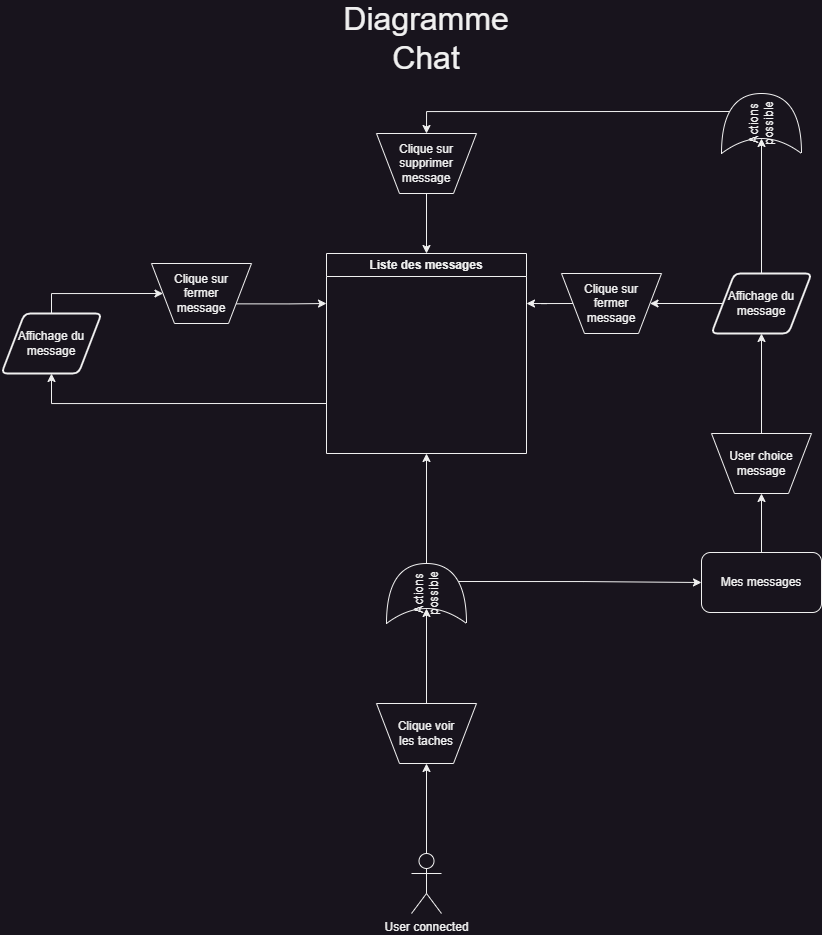 Diagramme
Chat
Actions
possible
Clique sur
supprimer
message
Liste des messages
Clique sur
fermer
message
Clique sur
fermer
message
Affichage du
message
Affichage du
message
User choice
message
Actions
possible
Mes messages
Clique voir
les taches
User connected